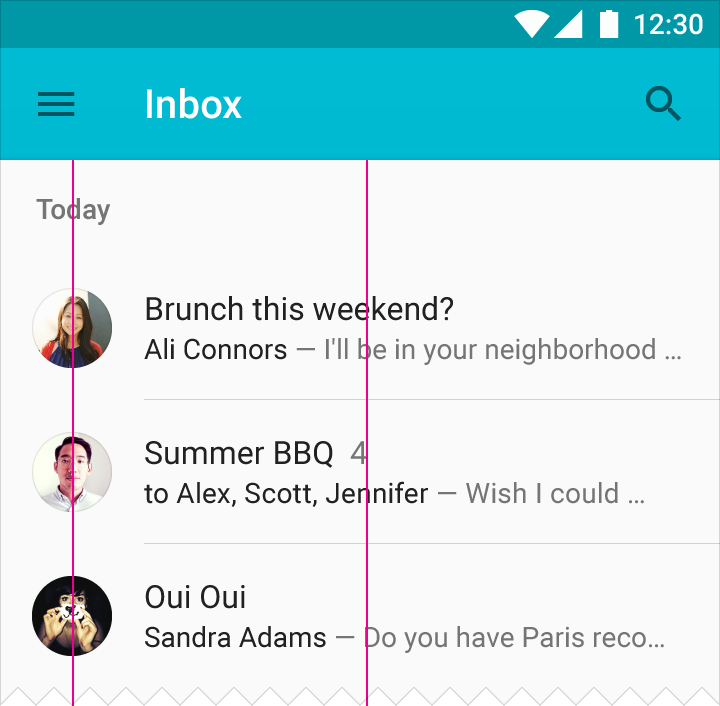 12:30
Inbox
Today
Brunch this weekend?
Ali Connors — I'll be in your neighborhood ...
Summer BBQ 4
to Alex, Scott, Jennifer — Wish I could ...
Oui Oui
Sandra Adams — Do you have Paris reco...